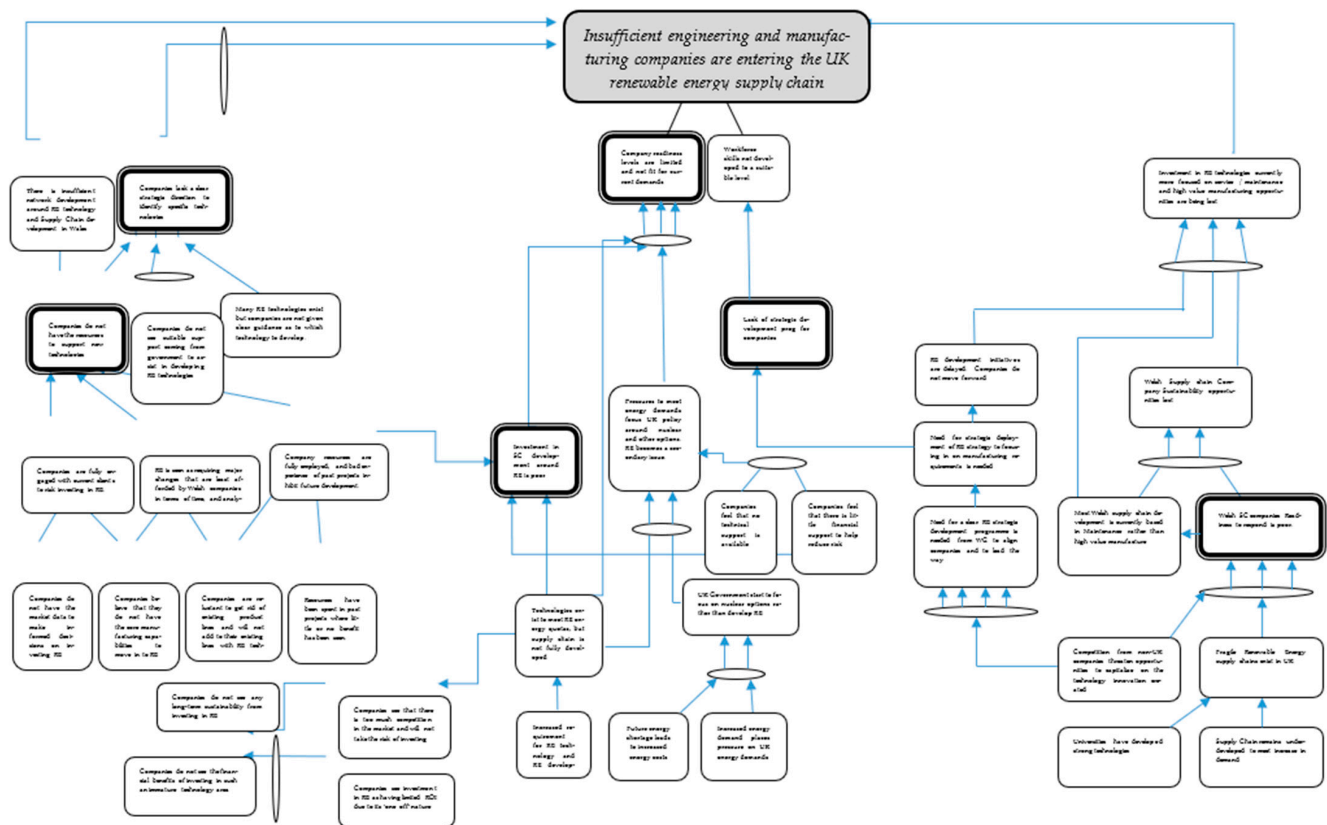 Insufficient engineering and manufac-
turing companies are entering the UK
renewable energy supply chain
Company readiness
levels are limited
and not fit for cur-
rent demands
Workforce
skills not devel-
oped to a suita-
ble level
There is insufficient
network development
around RE technology
and Supply Chain de-
velopment in Wales
Companies lack a clear
strategic direction to
identify specific tech-
nologies
Investment in RE technologies currently
more focused on service / maintenance
and high value manufacturing opportu-
nities are being lost
Companies do not
have the resources
to support new
technologies
Companies do not
see suitable sup-
port coming from
government to as-
sist in developing
RE technologies
Many RE technologies exist
but companies are not given
clear guidance as to which
technology to develop.
Lack of strategic de-
velopment prog for
companies
RE development initiatives
are delayed. Companies do
not move forward
Welsh Supply chain Com-
pany Sustainability opportu-
nities lost
Pressures to meet
energy demands
focus UK policy
around nuclear
and other options.
RE becomes a sec-
ondary issue
Investment in
SC develop-
ment around
RE is poor
Need for strategic deploy-
ment of RE strategy to focus-
ing in on manufacturing re-
quirements is needed
Companies are fully en-
gaged with current clients
to risk investing in RE.
RE is seen as requiring major
changes that are least af-
forded by Welsh companies
in terms of time, and analy-
Company resources are
fully employed, and bad ex-
perience of past projects in-
hibit future development
Companies
feel that no
technical
support is
available
Companies feel
that there is lit-
tle financial
support to help
reduce risk
Need for a clear RE strategic
development programme is
needed from WG to align
companies and to lead the
way
Most Welsh supply chain de-
velopment is currently based
in Maintenance rather than
high value manufacture
Welsh SC companies Read-
iness to respond is poor
Companies do
not have the
market data to
make in-
formed deci-
sions on in-
vesting RE
Companies be-
lieve that they
do not have
the core manu-
facturing capa-
bilities to
move in to RE
Companies are re-
luctant to get rid of
existing product
lines and will not
add to their existing
lines with RE tech-
Resources have
been spent in past
projects where lit-
tle or no benefit
has been seen
Technologies ex-
ist to meet RE en-
ergy quotes, but
supply chain is
not fully devel-
oped
UK Government start to fo-
cus on nuclear options ra-
ther than develop RE
Competition from non-UK
companies threaten opportu-
nities to capitalise on the
technology innovation cre-
ated
Fragile Renewable Energy
supply chains exist in UK
Companies do not see any
long-term sustainability from
investing in RE
Companies see that there
is too much competition
in the market and will not
take the risk of investing
Increased re-
quirement
for RE tech-
nology and
RE develop-
Future energy
shortage leads
to increased
energy costs
Increased energy
demand places
pressure on UK
energy demands
Universities have developed
strong technologies
Supply Chain remains under-
developed to meet increase in
demand
Companies do not see the finan-
cial benefits of investing in such
an immature technology area
Companies see investment
in RE achieving limited ROI
due to its 'one off' nature